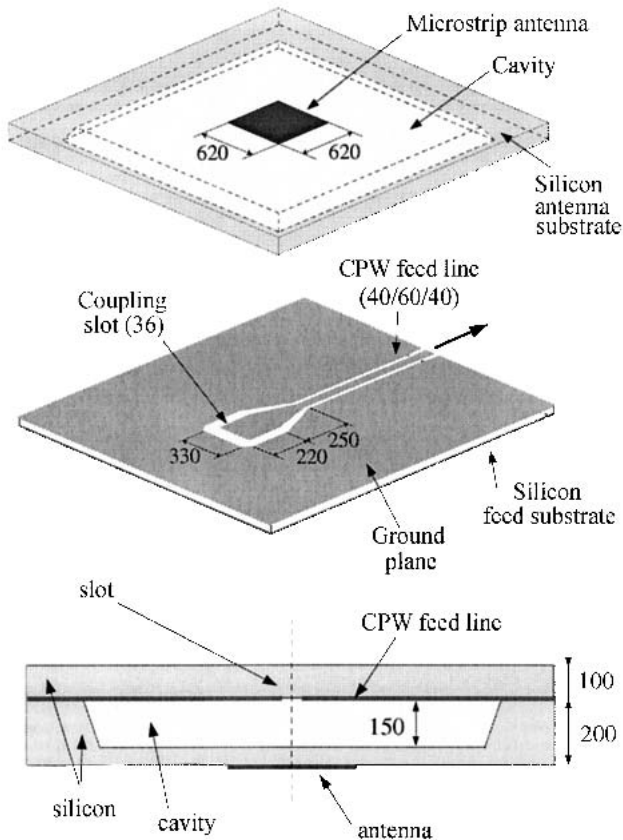 Microstrip antenna
Cavity
620
620
Silicon
antenna
substrate
CPW feed line
(40/60/40)
Coupling
slot (36)
330
220
250
Silicon
feed substrate
Ground
plane
slot
CPW feed line
100
150
200
silicon
cavity
antenna